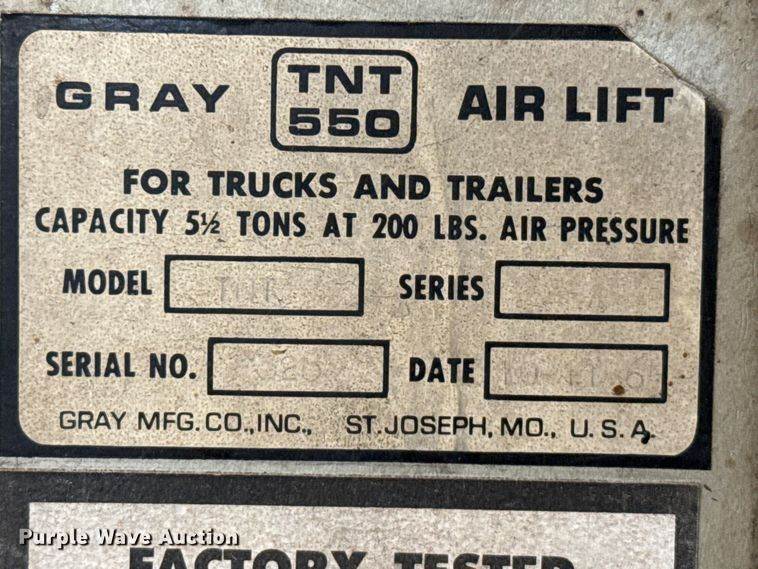 GRAY TNT 550 AIR LIFT
FOR TRUCKS AND TRAILERS
CAPACITY 5½ TONS AT 200 LBS. AIR PRESSURE
MODEL SERIES
SERIAL NO. DATE
GRAY MFG. CO., INC., ST. JOSEPH, MO., U. S. A.
Purple Wave Auction
FACTORY TESTED